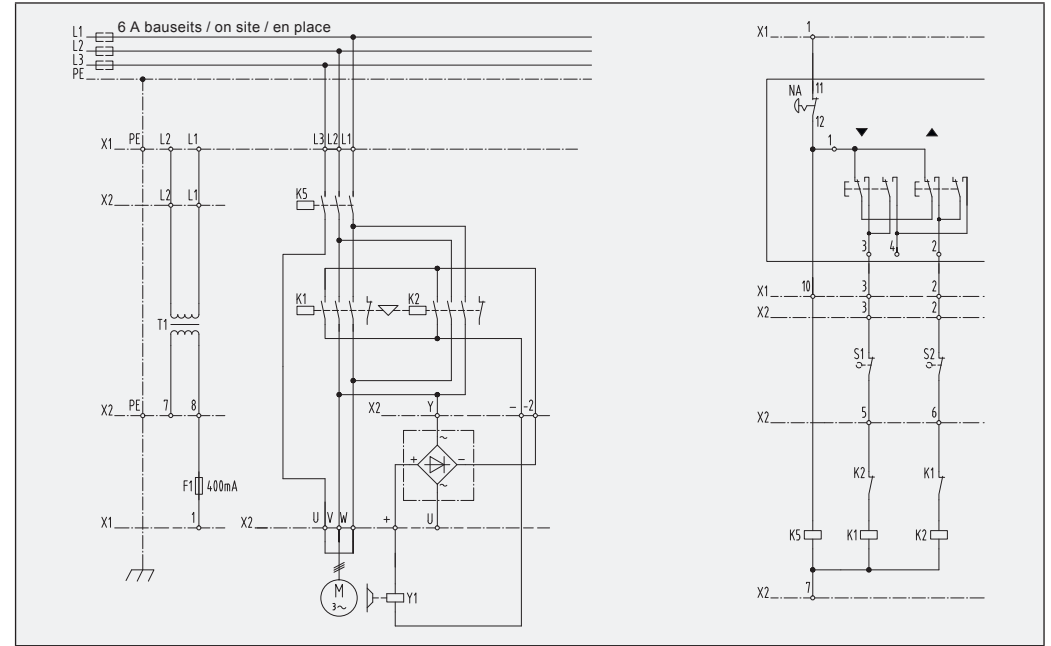 6 A bauseits / on site / en place
L1
L2
L3
PE
X1 PE L2 L1 L3 L2 L1
X2 L2 L1
K5
K1 K2
T1
X2 PE 7 8
X2 Y - -2
~
+ -
~
F1 400mA
X1 1
X2 U V W + U
M
3~
Y1
X1 1
NA 11
12
1 ▼ ▲
3 4 2
X1 10 3 2
X2 3 2
S1 S2
X2 5 6
K2 K1
K5 K1 K2
X2 7